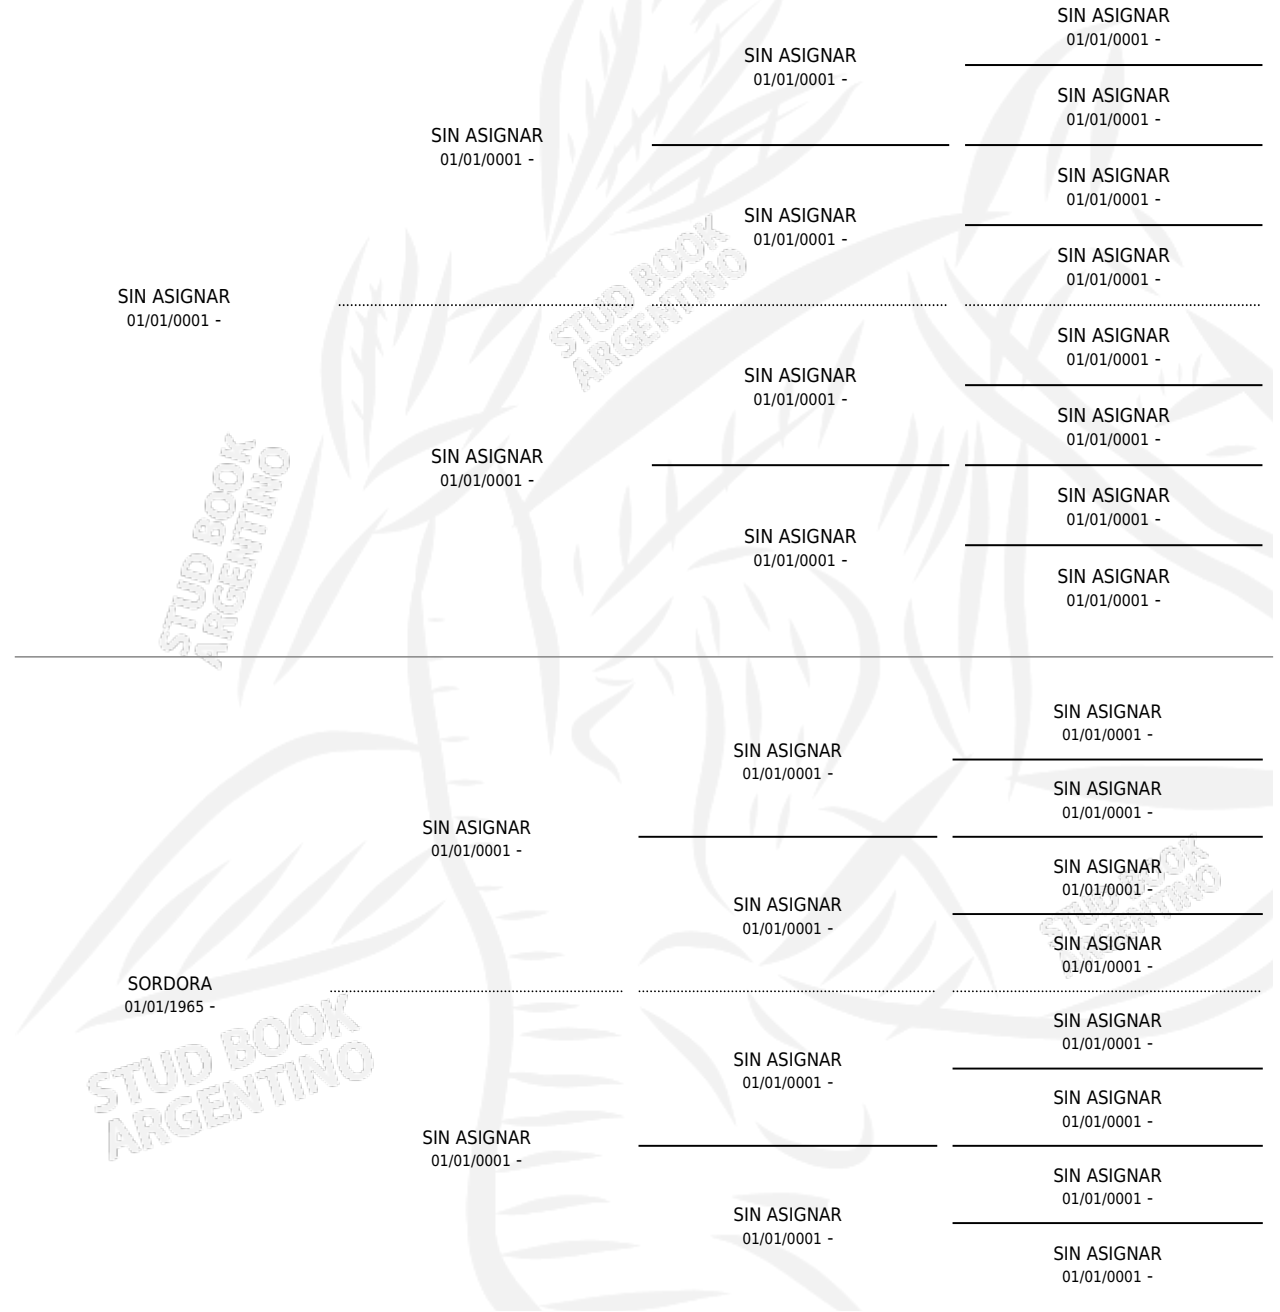 SIN ASIGNAR
01/01/0001 -
SIN ASIGNAR
01/01/0001 -
SIN ASIGNAR
01/01/0001 -
SIN ASIGNAR
01/01/0001 -
SIN ASIGNAR
01/01/0001 -
SIN ASIGNAR
01/01/0001 -
SIN ASIGNAR
01/01/0001 -
STUD BOOK
ARGENTINO
SIN ASIGNAR
01/01/0001 -
SIN ASIGNAR
01/01/0001 -
SIN ASIGNAR
01/01/0001 -
SIN ASIGNAR
01/01/0001 -
SIN ASIGNAR
01/01/0001 -
SIN ASIGNAR
01/01/0001 -
STUD BOOK
ARGENTINO
SIN ASIGNAR
01/01/0001 -
SIN ASIGNAR
01/01/0001 -
SIN ASIGNAR
01/01/0001 -
SIN ASIGNAR
01/01/0001 -
SIN ASIGNAR
01/01/0001 -
SIN ASIGNAR
01/01/0001 -
SIN ASIGNAR
01/01/0001 -
SIN ASIGNAR
01/01/0001 -
SIN ASIGNAR
01/01/0001 -
STUD BOOK
ARGENTINO
SIN ASIGNAR
01/01/0001 -
SORDORA
01/01/1965 -
STUD BOOK
ARGENTINO
SIN ASIGNAR
01/01/0001 -
SIN ASIGNAR
01/01/0001 -
SIN ASIGNAR
01/01/0001 -
SIN ASIGNAR
01/01/0001 -
SIN ASIGNAR
01/01/0001 -
SIN ASIGNAR
01/01/0001 -
SIN ASIGNAR
01/01/0001 -